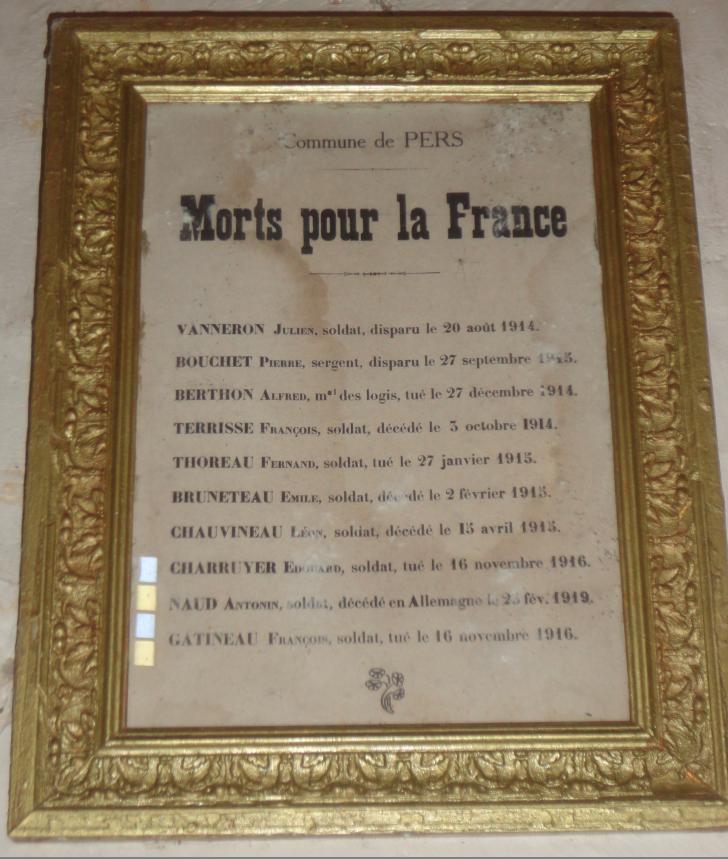 Commune de PERS
Morts pour la France
VANNERON JULIEN, soldat, disparu le 20 août 1914.
BOUCHET PIERRE, sergent, disparu le 27 septembre 1915.
BERTHON ALFRED, mal des logis, tué le 27 décembre 1914.
TERRISSE FRANÇOIS, soldat, décédé le 3 octobre 1914.
THOREAU FERNAND, soldat, tué le 27 janvier 1915.
BRUNETEAU EMILE, soldat, décédé le 2 février 1915.
CHAUVINEAU LÉON, soldat, décédé le 15 avril 1915.
CHARRUYER EDOUARD, soldat, tué le 16 novembre 1916.
NAUD ANTONIN, soldat, décédé en Allemagne le fév. 1919.
GATINEAU FRANÇOIS, soldat, tué le 16 novembre 1916.